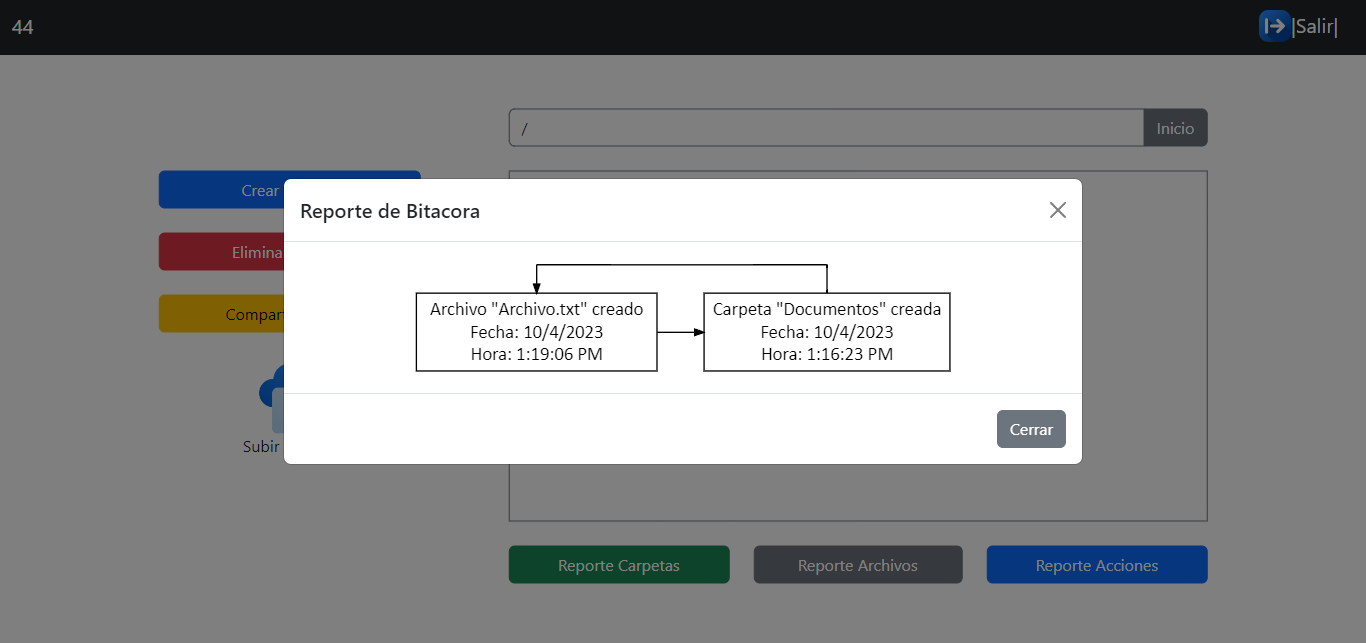 44
|Salir|
/
Inicio
Crear
Reporte de Bitacora
Elimina
Archivo "Archivo.txt" creado
Fecha: 10/4/2023
Hora: 1:19:06 PM
Carpeta "Documentos" creada
Fecha: 10/4/2023
Hora: 1:16:23 PM
Compart
Subir
Cerrar
Reporte Carpetas
Reporte Archivos
Reporte Acciones